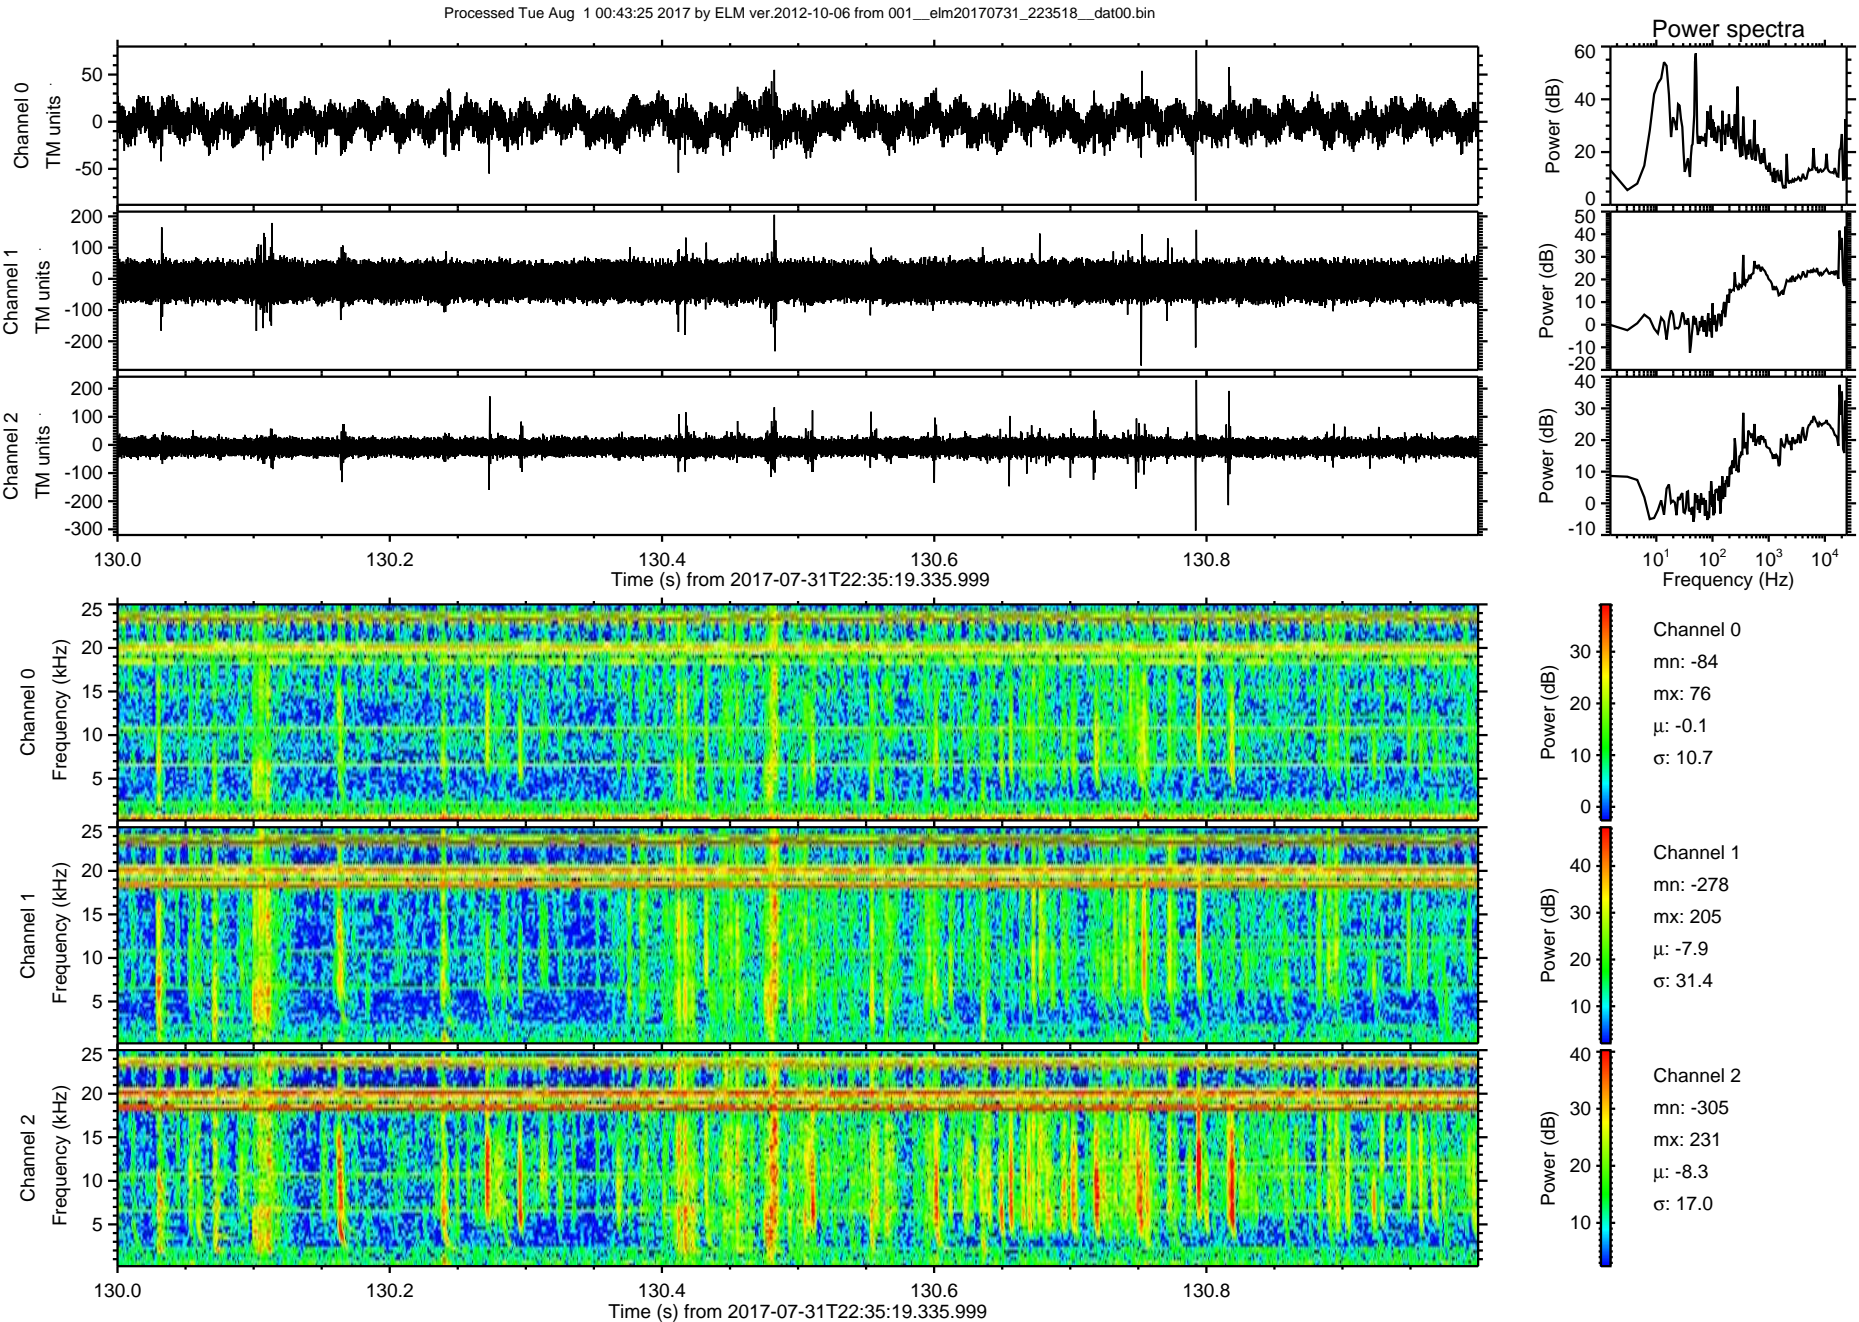 Processed Tue Aug  1 00:43:25 2017 by ELM ver.2012-10-06 from 001__elm20170731_223518__dat00.bin
Power spectra
Channel 0
TM units
50
0
-50
Power (dB)
60
40
20
0
Channel 1
TM units
200
100
0
-100
-200
Power (dB)
50
40
30
20
10
0
-10
-20
Channel 2
TM units
200
100
0
-100
-200
-300
Power (dB)
40
30
20
10
0
-10
130.0 130.2 130.4 130.6 130.8
Time (s) from 2017-07-31T22:35:19.335.999
10^1 10^2 10^3 10^4
Frequency (Hz)
Channel 0
Frequency (kHz)
25
20
15
10
5
Power (dB)
30
20
10
0
Channel 0
mn: -84
mx: 76
μ: -0.1
σ: 10.7
Channel 1
Frequency (kHz)
25
20
15
10
5
Power (dB)
40
30
20
10
Channel 1
mn: -278
mx: 205
μ: -7.9
σ: 31.4
Channel 2
Frequency (kHz)
25
20
15
10
5
Power (dB)
40
30
20
10
Channel 2
mn: -305
mx: 231
μ: -8.3
σ: 17.0
130.0 130.2 130.4 130.6 130.8
Time (s) from 2017-07-31T22:35:19.335.999